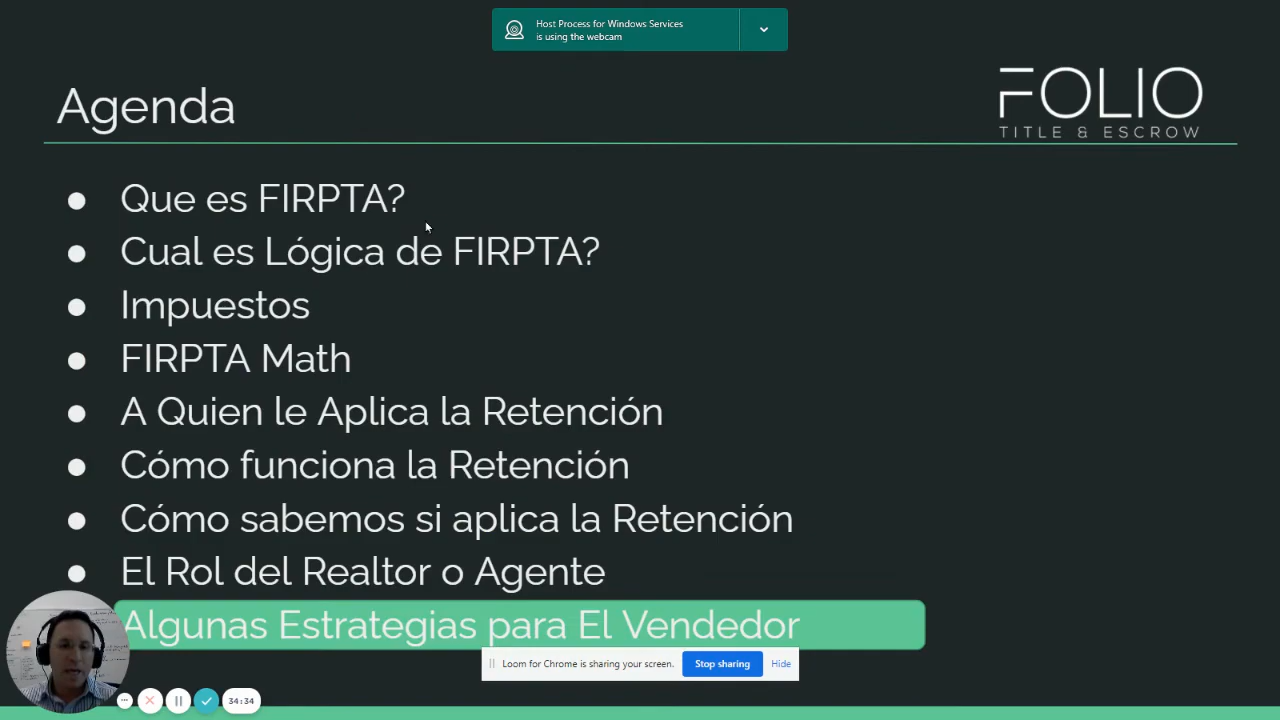 Host Process for Windows Services
is using the webcam
Agenda
FOLIO
TITLE & ESCROW
Que es FIRPTA?
Cual es Lógica de FIRPTA?
Impuestos
FIRPTA Math
A Quien le Aplica la Retención
Cómo funciona la Retención
Cómo sabemos si aplica la Retención
El Rol del Realtor o Agente
Algunas Estrategias para El Vendedor
Loom for Chrome is sharing your screen.
Stop sharing
Hide
34:34